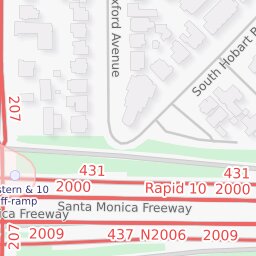 oxford Avenue
South Hobart B
207
431
431
stern & 10
ff-ramp
2000
Rapid 10 2000
Santa Monica Freeway
ica Freeway
207
2009
437 N2006 2009